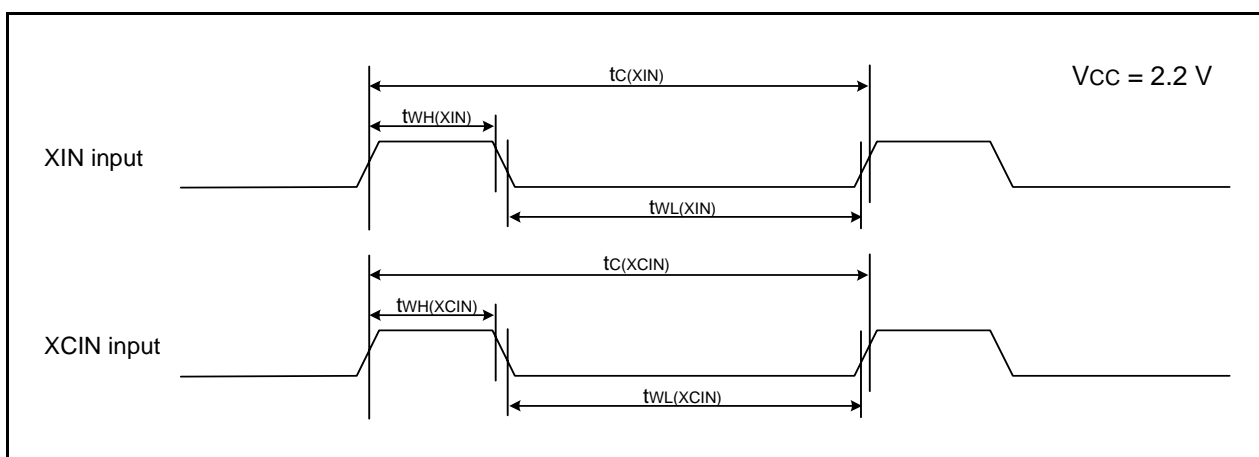 tC(XIN)
VCC = 2.2 V
tWH(XIN)
XIN input
tWL(XIN)
tC(XCIN)
tWH(XCIN)
XCIN input
tWL(XCIN)